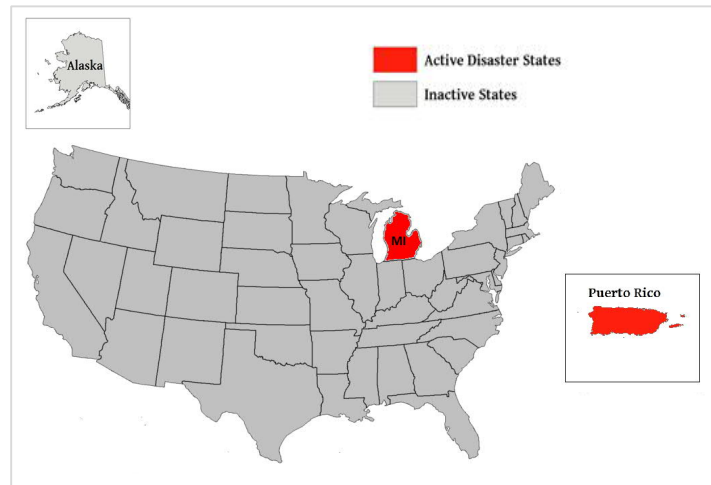 Alaska
Active Disaster States
Inactive States
MI
Puerto Rico